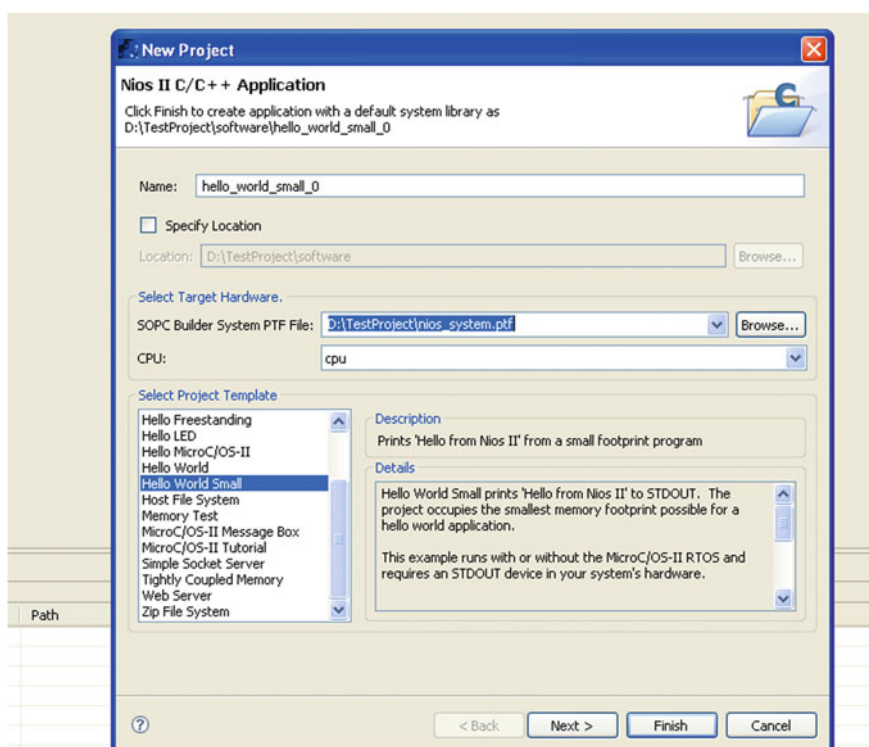 New Project
Nios II C/C++ Application
Click Finish to create application with a default system library as
D:\TestProject\software\hello_world_small_0
Name: hello_world_small_0
Specify Location
Location: D:\TestProject\software Browse...
Select Target Hardware.
SOPC Builder System PTF File: D:\TestProject\nios_system.ptf Browse...
CPU: cpu
Select Project Template
Hello Freestanding
Hello LED
Hello MicroC/OS-II
Hello World
Hello World Small
Host File System
Memory Test
MicroC/OS-II Message Box
MicroC/OS-II Tutorial
Simple Socket Server
Tightly Coupled Memory
Web Server
Zip File System
Description
Prints 'Hello from Nios II' from a small footprint program
Details
Hello World Small prints 'Hello from Nios II' to STDOUT. The
project occupies the smallest memory footprint possible for a
hello world application.
This example runs with or without the MicroC/OS-II RTOS and
requires an STDOUT device in your system's hardware.
Path
? < Back Next > Finish Cancel